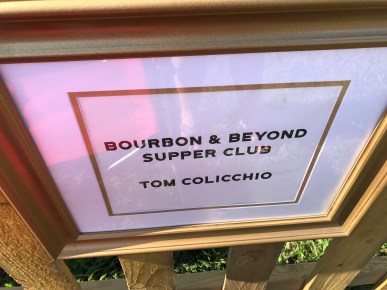 BOURBON & BEYOND
SUPPER CLUB
TOM COLICCHIO